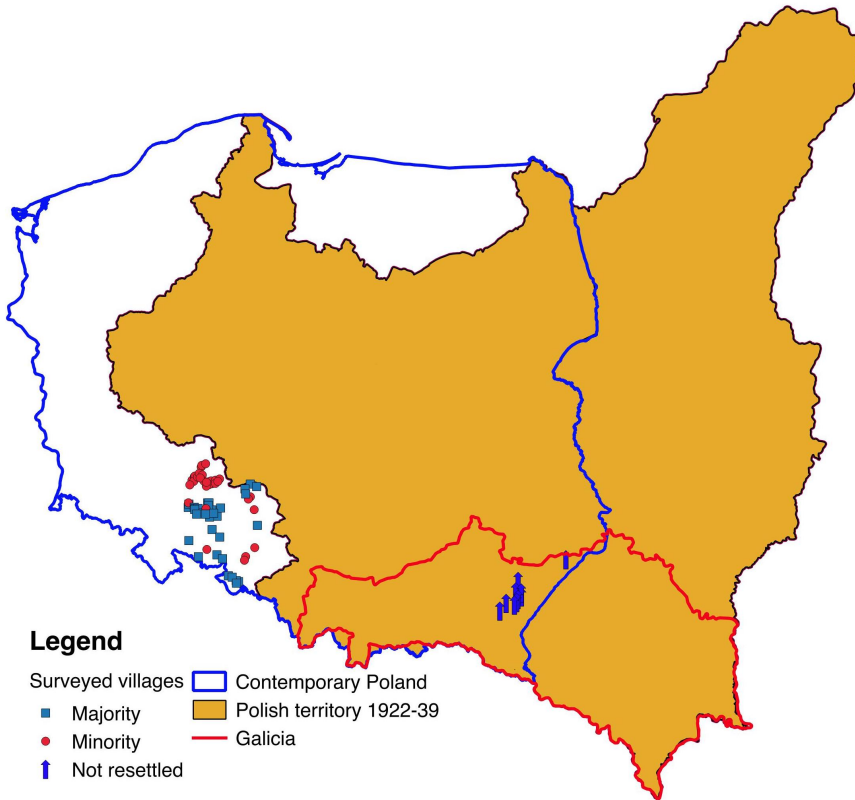 Legend
Surveyed villages
Majority
Minority
Not resettled
Contemporary Poland
Polish territory 1922-39
Galicia